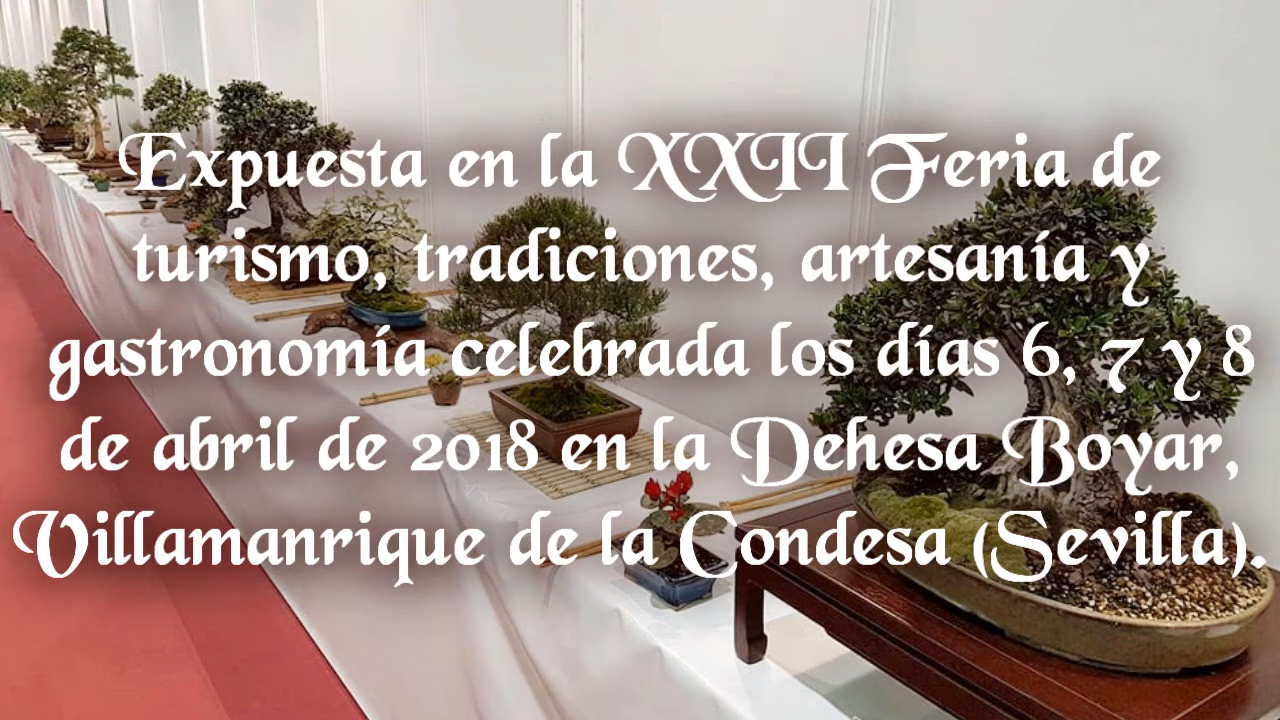 Expuesta en la XXII Feria de
turismo, tradiciones, artesanía y
gastronomía celebrada los días 6, 7 y 8
de abril de 2018 en la Dehesa Boyar,
Villamanrique de la Condesa (Sevilla).